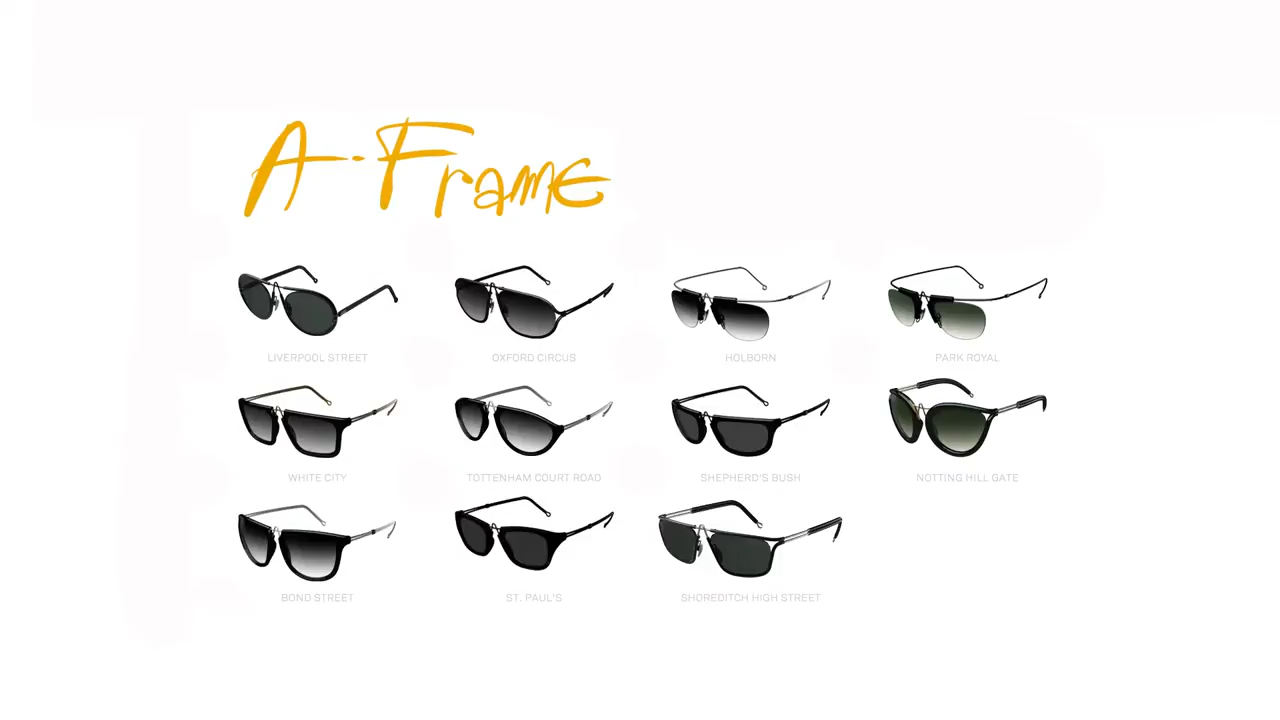 A-Frame
LIVERPOOL STREET
OXFORD CIRCUS
HOLBORN
PARK ROYAL
WHITE CITY
TOTTENHAM COURT ROAD
SHEPHERD'S BUSH
NOTTING HILL GATE
BOND STREET
ST. PAUL'S
SHOREDITCH HIGH STREET